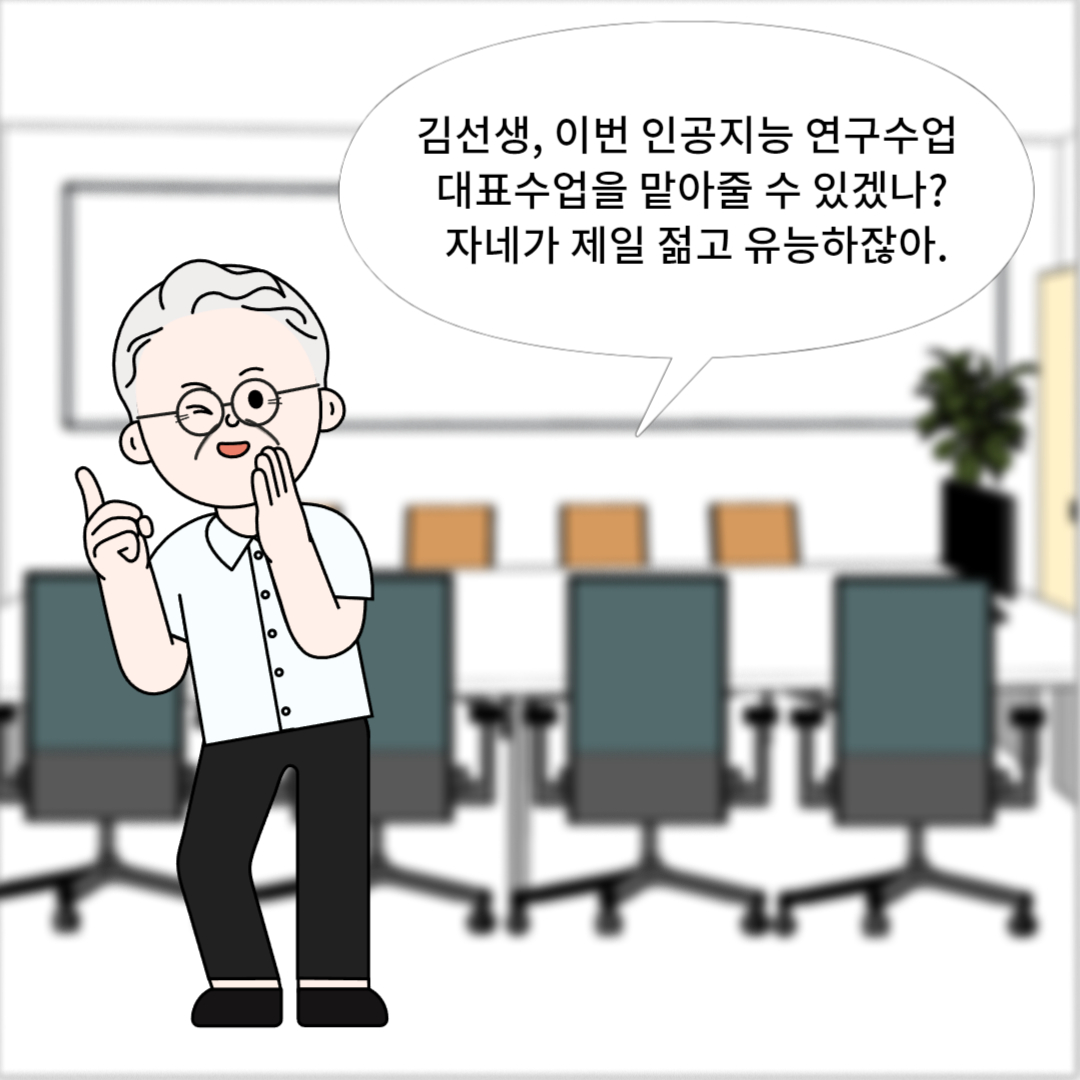 김선생, 이번 인공지능 연구수업
대표수업을 맡아줄 수 있겠나?
자네가 제일 젊고 유능하잖아.